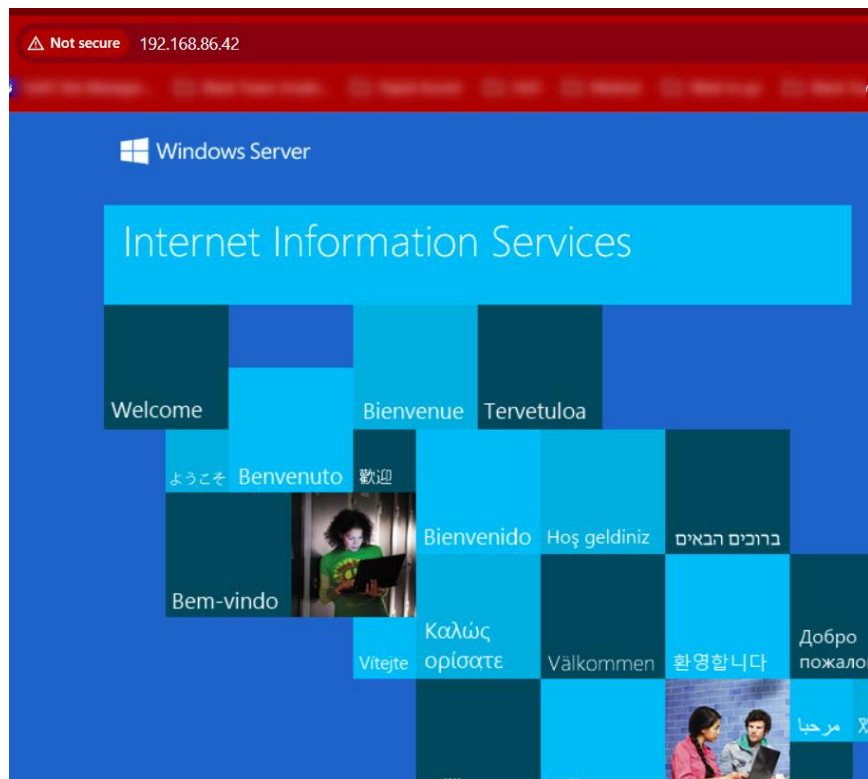 Not secure 192.168.86.42
Windows Server
Internet Information Services
Welcome
Bienvenue
Tervetuloa
ようこそ
Benvenuto
歡迎
Bienvenido
Hoş geldiniz
ברוכים הבאים
Bem-vindo
Vítejte
Καλώς
ορίσατε
Välkommen
환영합니다
Добро
مرحبا